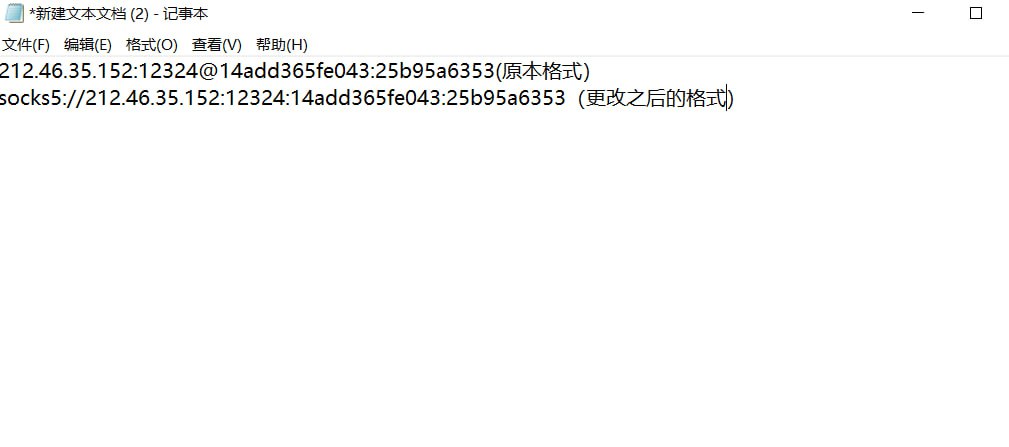 *新建文本文档 (2) - 记事本
文件(F) 编辑(E) 格式(O) 查看(V) 帮助(H)
212.46.35.152:12324@14add365fe043:25b95a6353(原本格式)
socks5://212.46.35.152:12324:14add365fe043:25b95a6353（更改之后的格式)